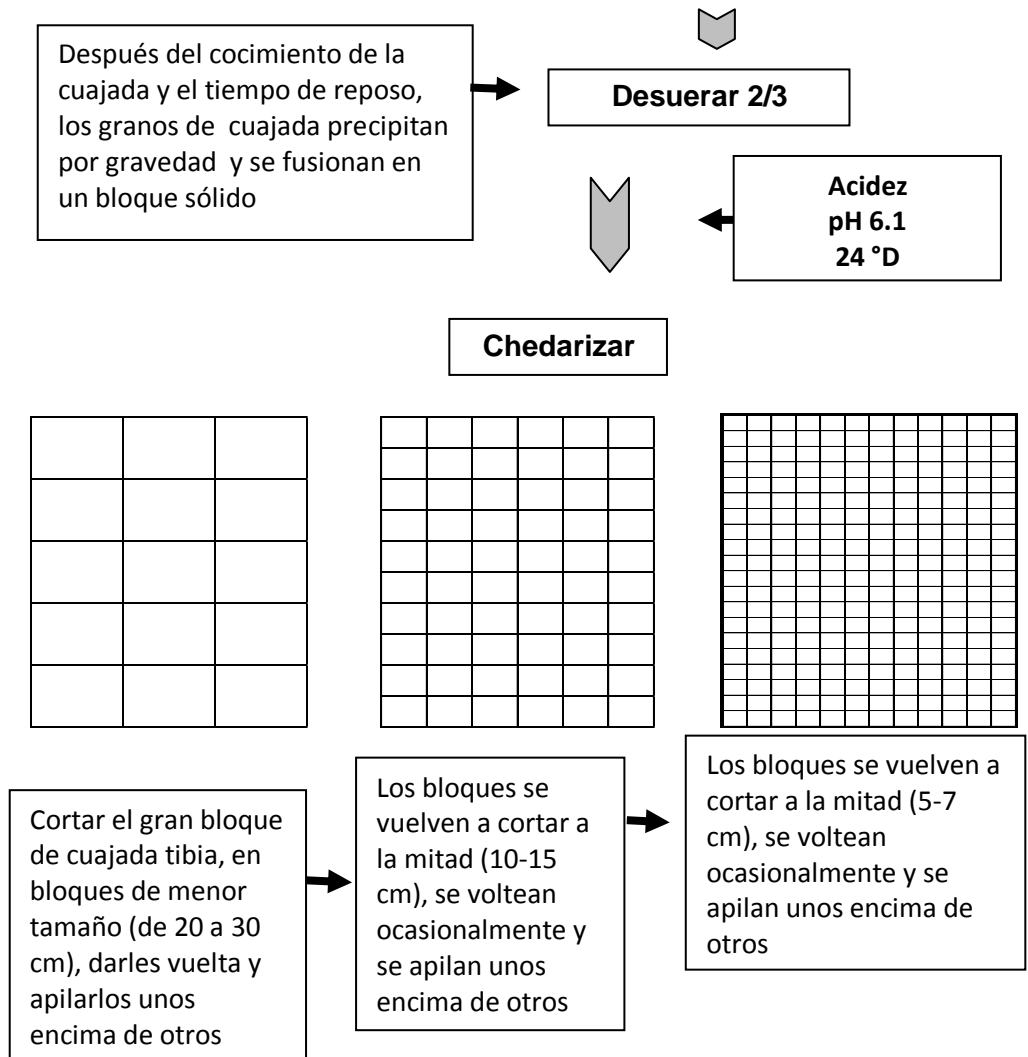 Después del cocimiento de la
cuajada y el tiempo de reposo,
los granos de cuajada precipitan
por gravedad y se fusionan en
un bloque sólido
Desuerar 2/3
Acidez
pH 6.1
24 °D
Chedarizar
Cortar el gran bloque
de cuajada tibia, en
bloques de menor
tamaño (de 20 a 30
cm), darles vuelta y
apilarlos unos
encima de otros
Los bloques se
vuelven a cortar a
la mitad (10-15
cm), se voltean
ocasionalmente y
se apilan unos
encima de otros
Los bloques se vuelven a
cortar a la mitad (5-7
cm), se voltean
ocasionalmente y se
apilan unos encima de
otros